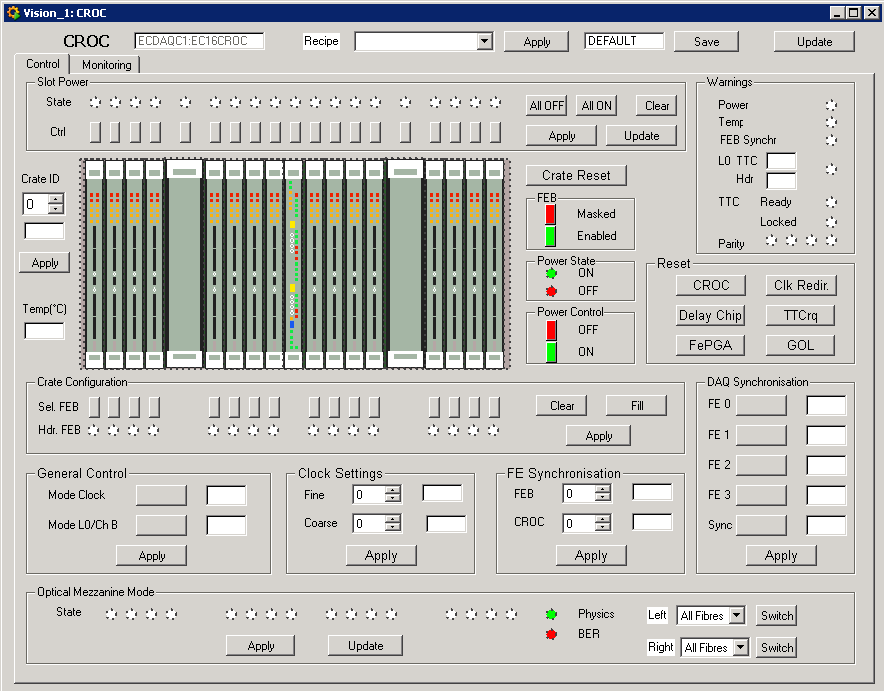 Vision_1: CROC
CROC ECDAQC1:EC16CROC Recipe Apply DEFAULT Save Update
Control Monitoring
Slot Power
State All OFF All ON Clear
Ctrl Apply Update
Warnings
Power
Temp
FEB Synchr
L0 TTC
Hdr
TTC Ready
Locked
Parity
Crate ID
0
Apply
Temp(°C)
Crate Reset
FEB
Masked
Enabled
Power State
ON
OFF
Power Control
OFF
ON
Reset
CROC Clk Redir.
Delay Chip TTCrq
FePGA GOL
Crate Configuration
Sel. FEB Clear Fill
Hdr. FEB Apply
DAQ Synchronisation
FE 0
FE 1
FE 2
FE 3
Sync
Apply
General Control
Mode Clock
Mode L0/Ch B
Apply
Clock Settings
Fine 0
Coarse 0
Apply
FE Synchronisation
FEB 0
CROC 0
Apply
Optical Mezzanine Mode
State Physics Left All Fibres Switch
BER
Apply Update Right All Fibres Switch